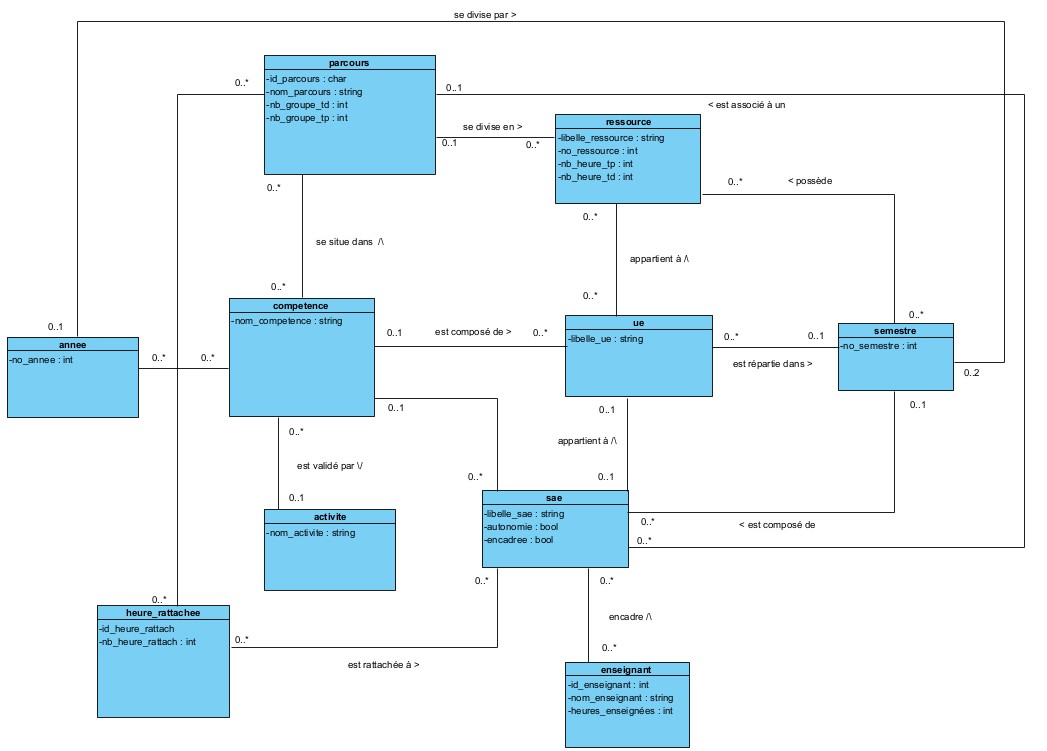 se divise par >
parcours
-id_parcours : char
-nom_parcours : string
-nb_groupe_td : int
-nb_groupe_tp : int
0..*
0..1
< est associé à un
se divise en >
0..1
0..*
ressource
-libelle_ressource : string
-no_ressource : int
-nb_heure_tp : int
-nb_heure_td : int
0..*
< possède
0..*
0..*
se situe dans /\
appartient à /\
0..*
0..*
0..*
0..1
annee
-no_annee : int
0..*
0..*
competence
-nom_competence : string
0..1
est composé de >
0..*
ue
-libelle_ue : string
0..*
0..1
est répartie dans >
semestre
-no_semestre : int
0..2
0..1
0..1
0..1
0..*
est validé par \/
0..1
appartient à /\
0..*
0..1
activite
-nom_activite : string
sae
-libelle_sae : string
-autonomie : bool
-encadree : bool
0..*
< est composé de
0..*
0..*
0..*
0..*
heure_rattachee
-id_heure_rattach
-nb_heure_rattach : int
0..*
est rattachée à >
encadre /\
0..*
enseignant
-id_enseignant : int
-nom_enseignant : string
-heures_enseignées : int